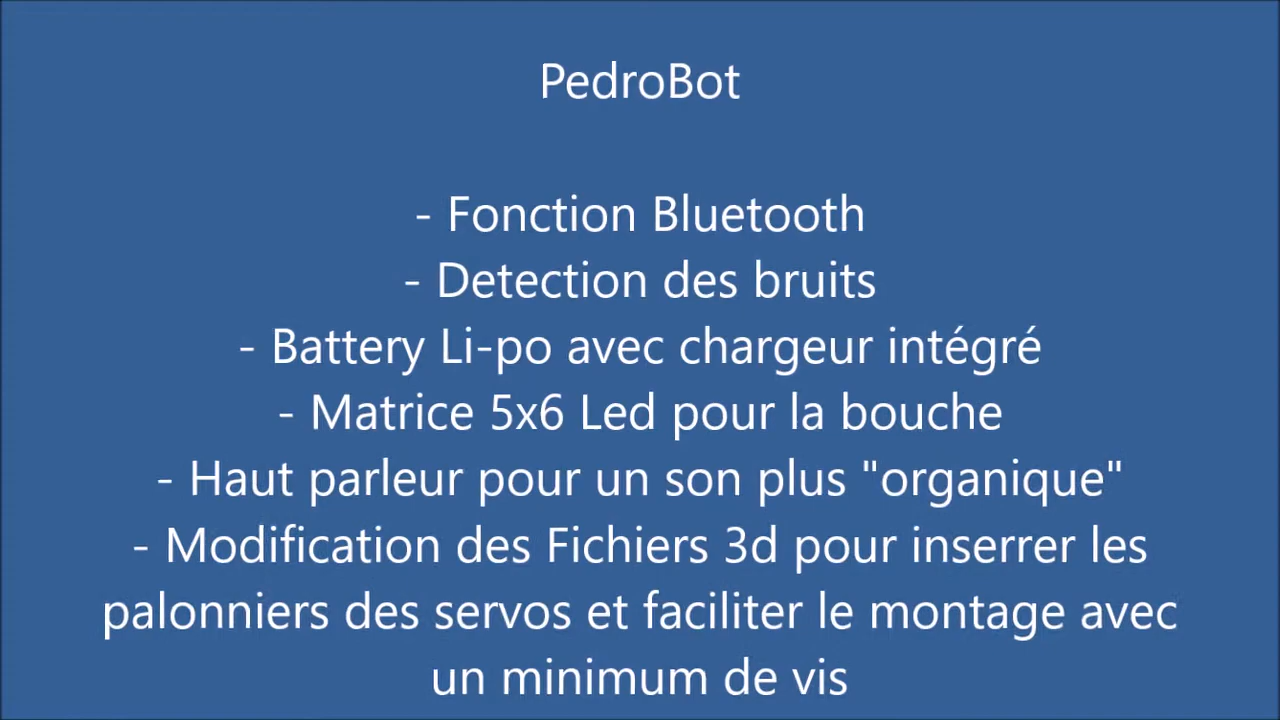 PedroBot
- Fonction Bluetooth
- Detection des bruits
- Battery Li-po avec chargeur intégré
- Matrice 5x6 Led pour la bouche
- Haut parleur pour un son plus "organique"
- Modification des Fichiers 3d pour inserrer les
palonniers des servos et faciliter le montage avec
un minimum de vis